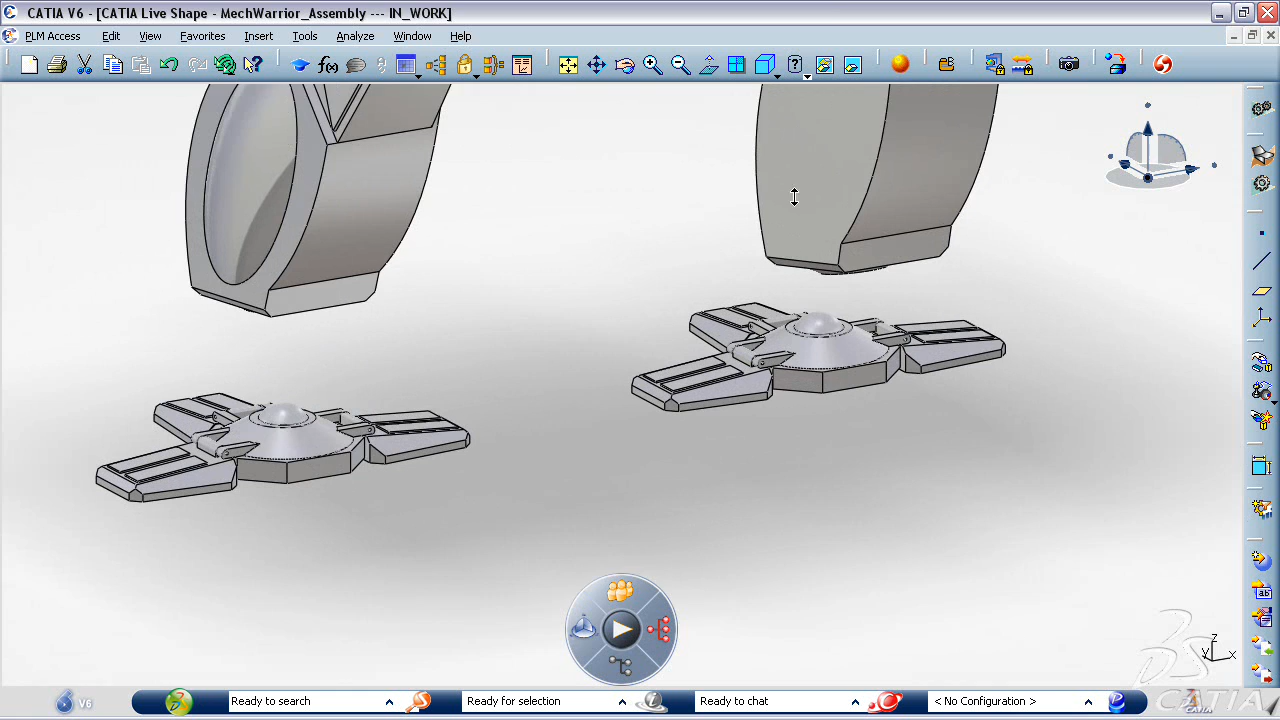 CATIA V6 - [CATIA Live Shape - MechWarrior_Assembly --- IN_WORK]
PLM Access Edit View Favorites Insert Tools Analyze Window Help
f(x)
z
y x
V6 Ready to search Ready for selection Ready to chat < No Configuration >
CATIA